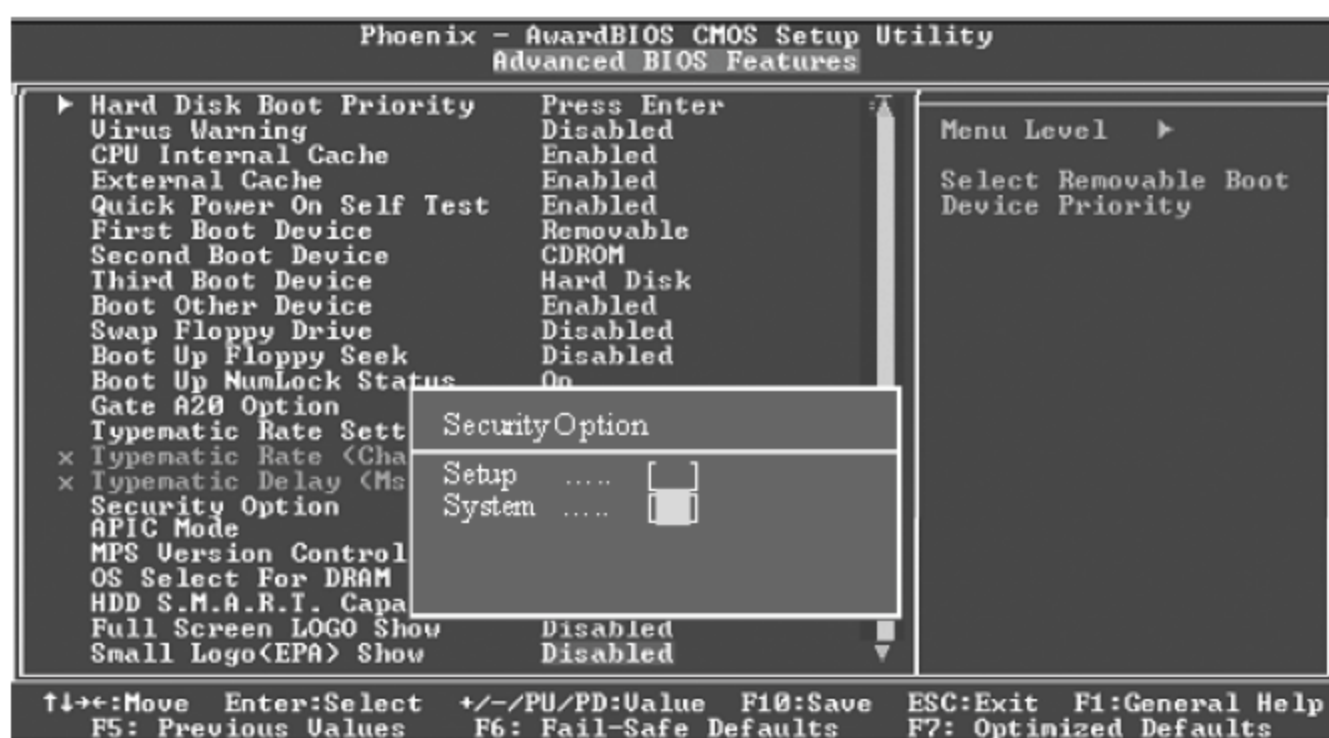 Phoenix - AwardBIOS CMOS Setup Utility
Advanced BIOS Features
Hard Disk Boot Priority Press Enter
Virus Warning Disabled
CPU Internal Cache Enabled
External Cache Enabled
Quick Power On Self Test Enabled
First Boot Device Removable
Second Boot Device CDROM
Third Boot Device Hard Disk
Boot Other Device Enabled
Swap Floppy Drive Disabled
Boot Up Floppy Seek Disabled
Boot Up NumLock Status On
Gate A20 Option
Typematic Rate Sett
x Typematic Rate (Cha
x Typematic Delay (Ms
Security Option
APIC Mode
MPS Version Control
OS Select For DRAM
HDD S.M.A.R.T. Capa
Full Screen LOGO Show Disabled
Small Logo(EPA) Show Disabled
Security Option
Setup ..... [ ]
System ..... [ ]
Menu Level
Select Removable Boot
Device Priority
↑↓→←:Move Enter:Select +/-/PU/PD:Value F10:Save ESC:Exit F1:General Help
F5: Previous Values F6: Fail-Safe Defaults F7: Optimized Defaults